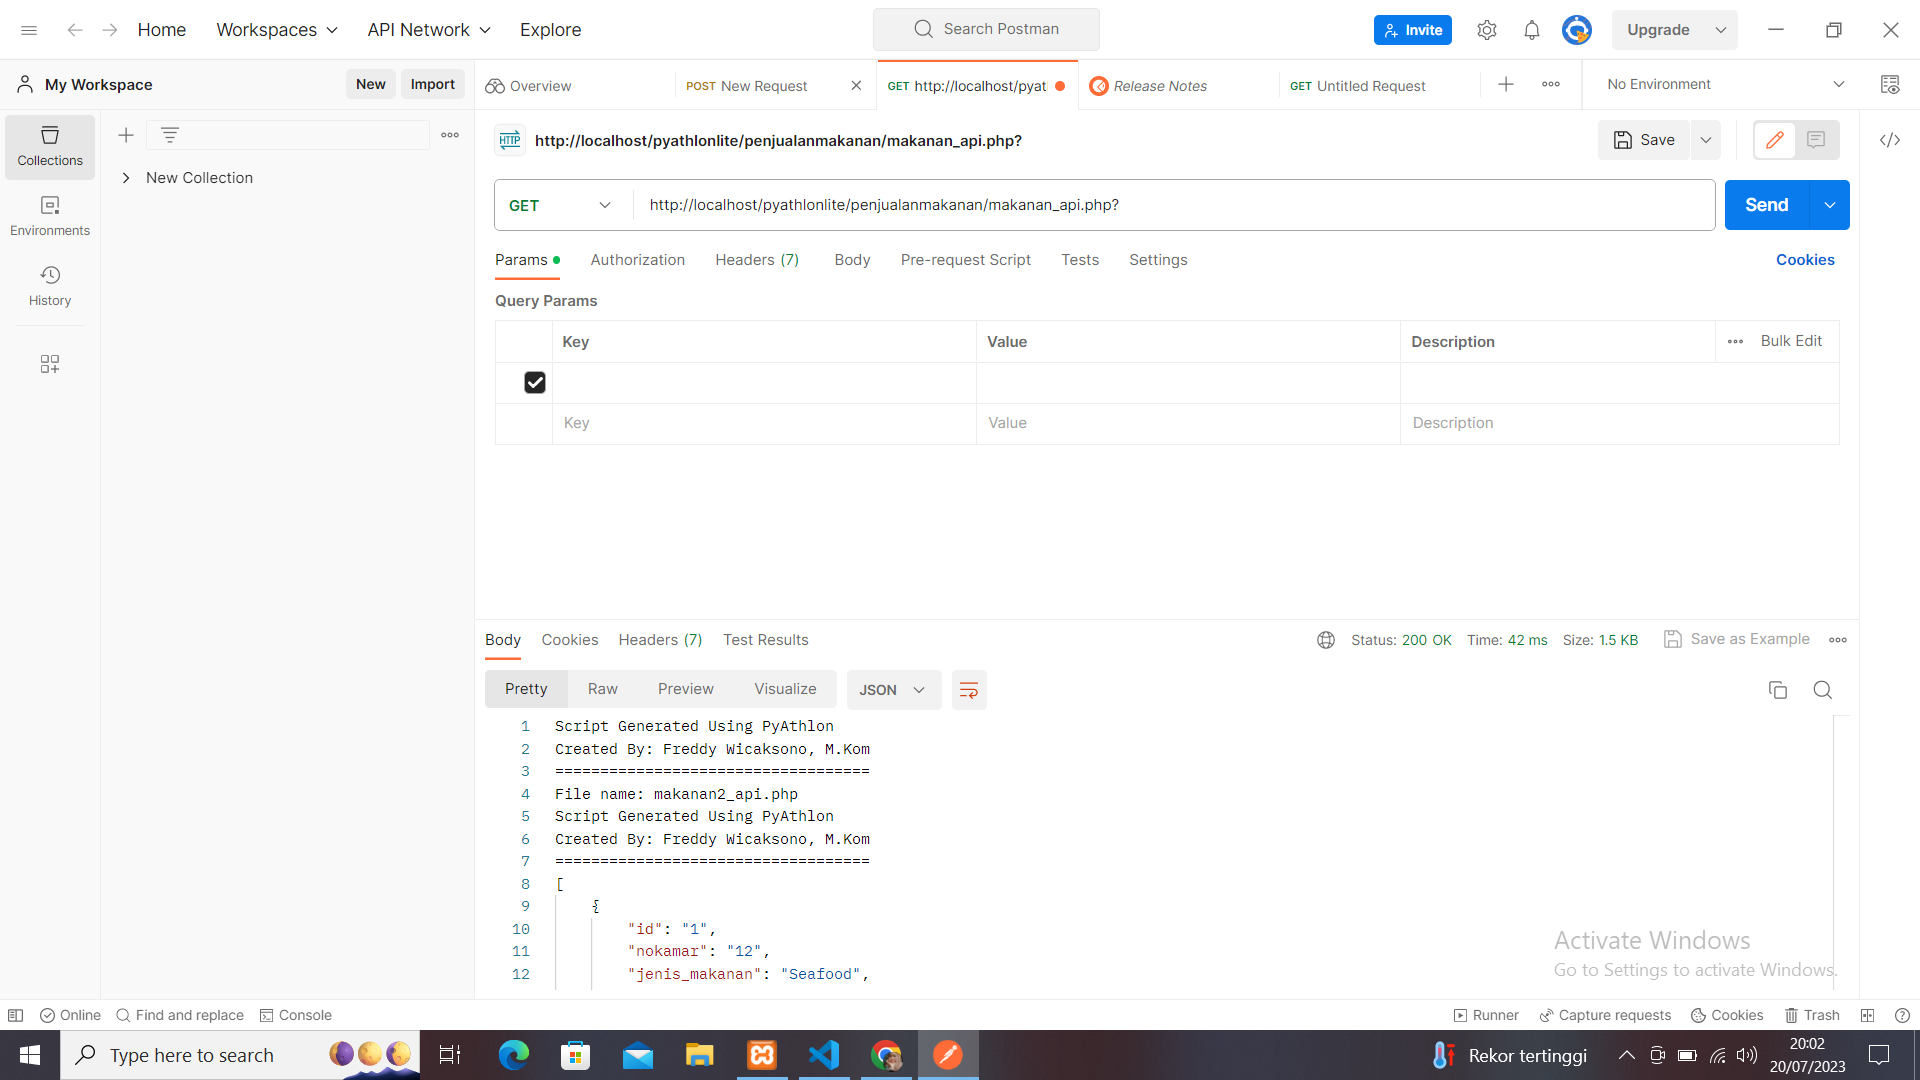 Home
Workspaces
API Network
Explore
Search Postman
Invite
Upgrade
My Workspace
New
Import
Overview
POST New Request
GET http://localhost/pyat
Release Notes
GET Untitled Request
No Environment
Collections
Environments
History
New Collection
HTTP
http://localhost/pyathlonlite/penjualanmakanan/makanan_api.php?
Save
GET
http://localhost/pyathlonlite/penjualanmakanan/makanan_api.php?
Send
Params
Authorization
Headers (7)
Body
Pre-request Script
Tests
Settings
Cookies
Query Params
Key
Value
Description
Bulk Edit
Key
Value
Description
Body
Cookies
Headers (7)
Test Results
Status: 200 OK
Time: 42 ms
Size: 1.5 KB
Save as Example
Pretty
Raw
Preview
Visualize
JSON
1 Script Generated Using PyAthlon
2 Created By: Freddy Wicaksono, M.Kom
3 ===================================
4 File name: makanan2_api.php
5 Script Generated Using PyAthlon
6 Created By: Freddy Wicaksono, M.Kom
7 ===================================
8 [
9 {
10 "id": "1",
11 "nokamar": "12",
12 "jenis_makanan": "Seafood",
Activate Windows
Go to Settings to activate Windows.
Online
Find and replace
Console
Runner
Capture requests
Cookies
Trash
Type here to search
Rekor tertinggi
20:02
20/07/2023